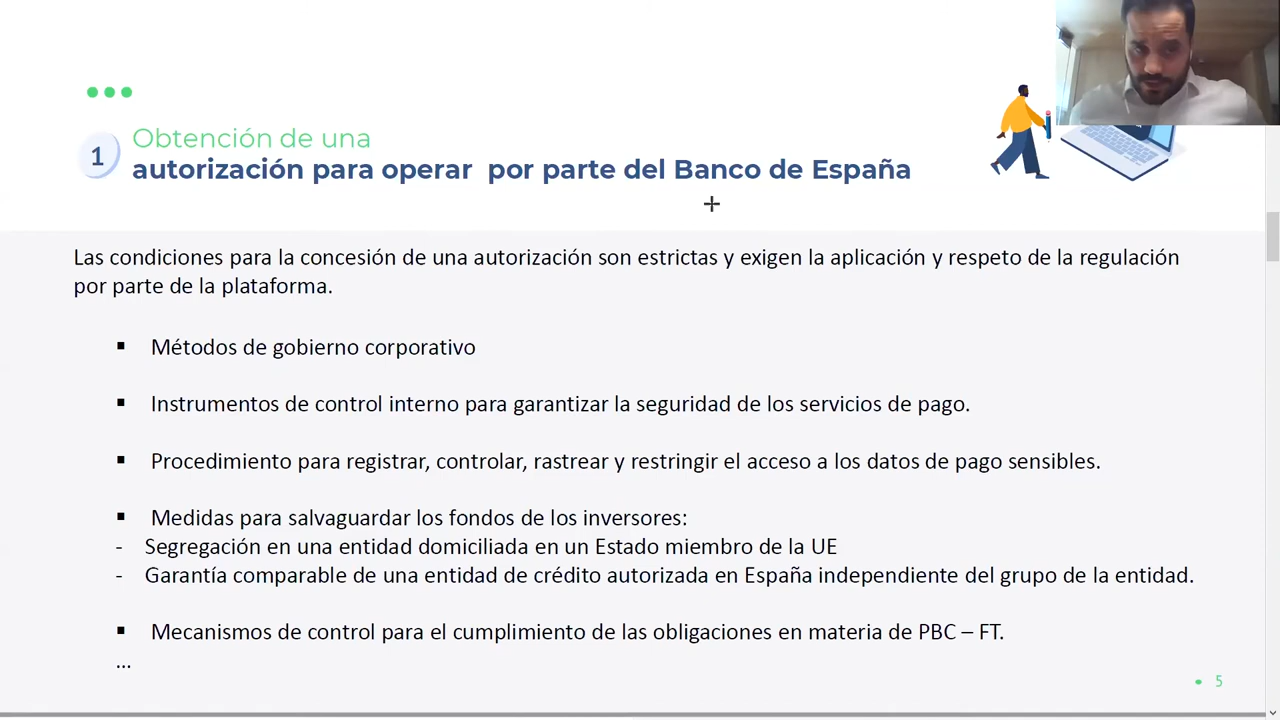 Obtención de una
1
autorización para operar por parte del Banco de España
Las condiciones para la concesión de una autorización son estrictas y exigen la aplicación y respeto de la regulación
por parte de la plataforma.
▪ Métodos de gobierno corporativo
▪ Instrumentos de control interno para garantizar la seguridad de los servicios de pago.
▪ Procedimiento para registrar, controlar, rastrear y restringir el acceso a los datos de pago sensibles.
▪ Medidas para salvaguardar los fondos de los inversores:
- Segregación en una entidad domiciliada en un Estado miembro de la UE
- Garantía comparable de una entidad de crédito autorizada en España independiente del grupo de la entidad.
▪ Mecanismos de control para el cumplimiento de las obligaciones en materia de PBC – FT.
...
5